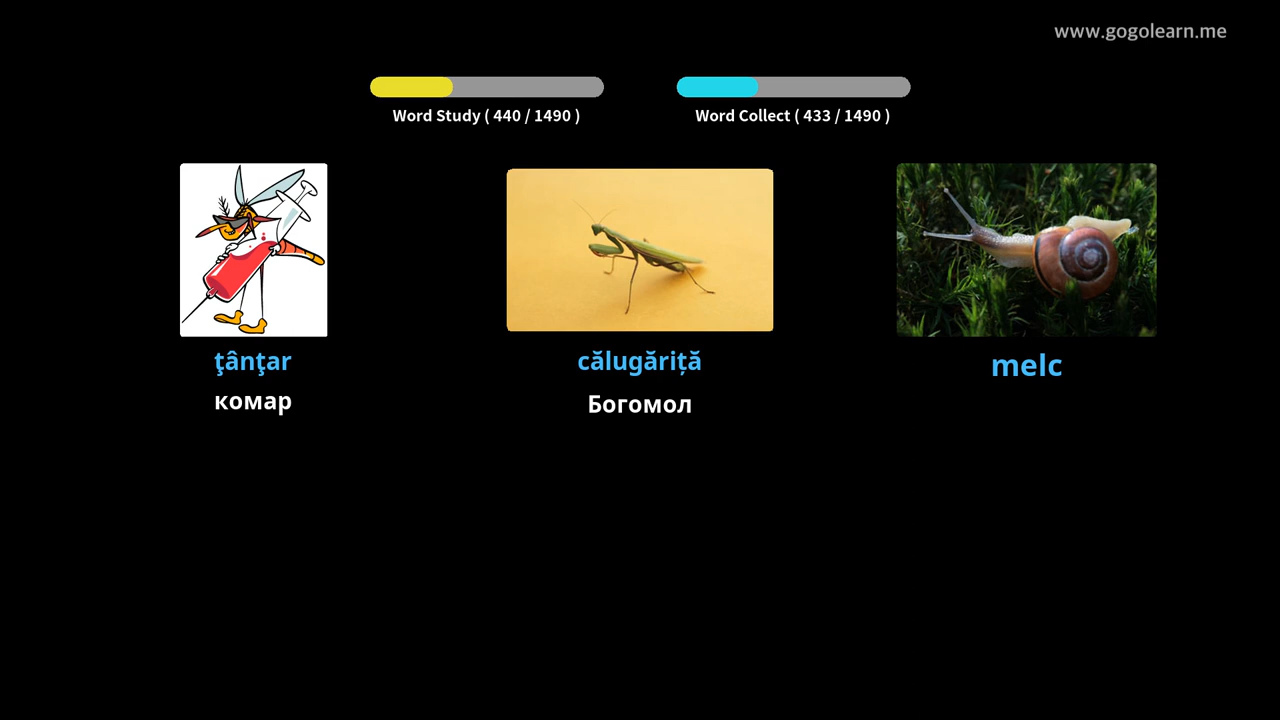 www.gogolearn.me
Word Study ( 440 / 1490 )
Word Collect ( 433 / 1490 )
ţânţar
călugăriță
melc
комар
Богомол